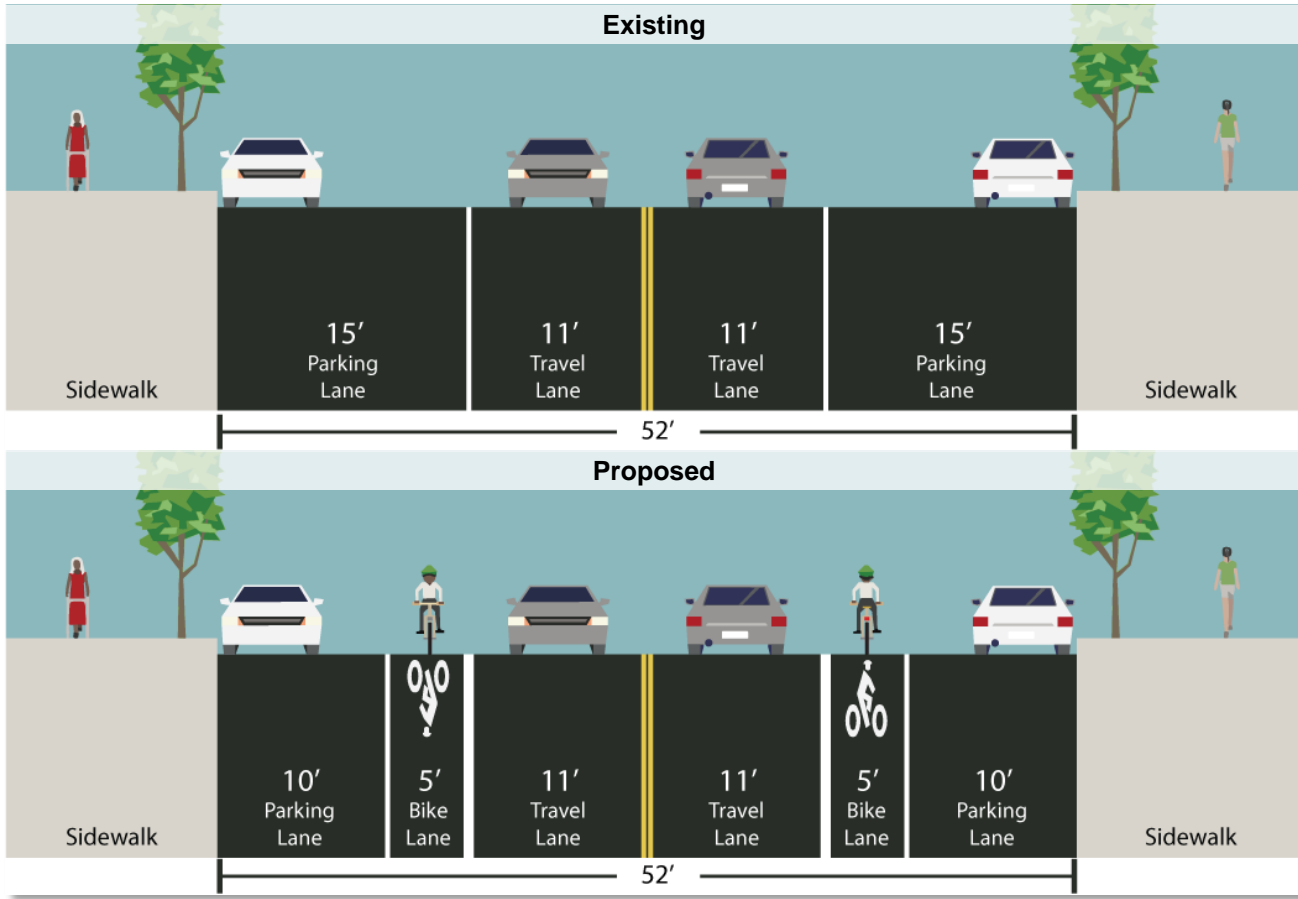 Existing
15’
Parking
Lane
11’
Travel
Lane
11’
Travel
Lane
15’
Parking
Lane
Sidewalk
Sidewalk
52’
Proposed
10’
Parking
Lane
5’
Bike
Lane
11’
Travel
Lane
11’
Travel
Lane
5’
Bike
Lane
10’
Parking
Lane
Sidewalk
Sidewalk
52’